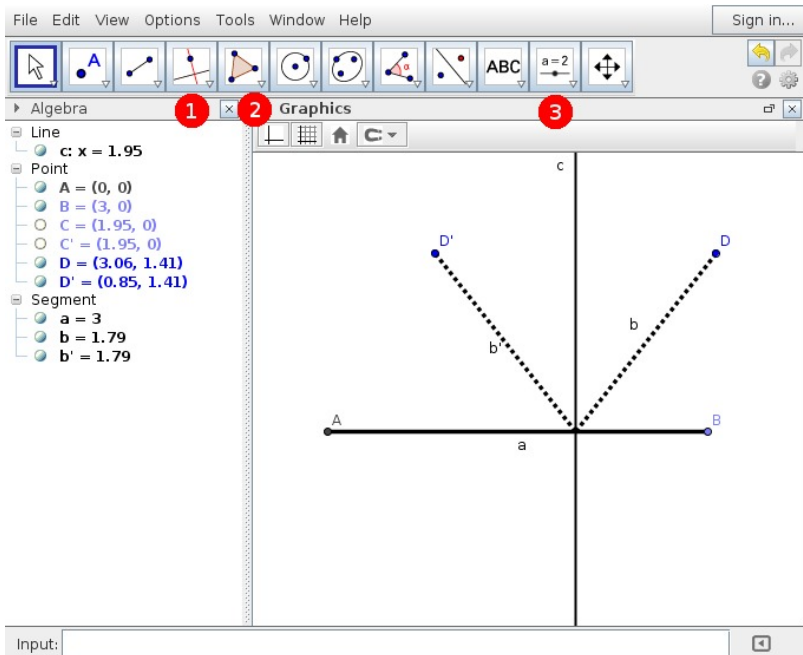 File Edit View Options Tools Window Help Sign in...
A α ABC a=2
1 2 3
Algebra
Graphics
Line
c: x = 1.95
Point
A = (0, 0)
B = (3, 0)
C = (1.95, 0)
C' = (1.95, 0)
D = (3.06, 1.41)
D' = (0.85, 1.41)
Segment
a = 3
b = 1.79
b' = 1.79
c
D' D
b
b'
A B
a
Input: